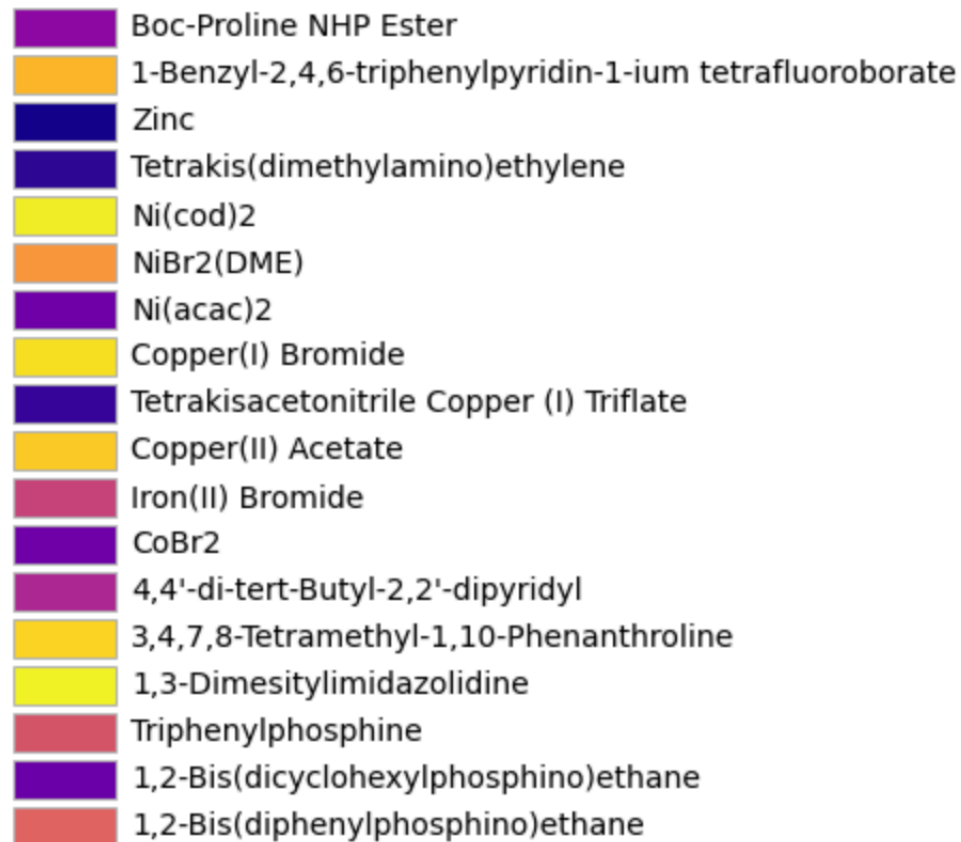 Boc-Proline NHP Ester
1-Benzyl-2,4,6-triphenylpyridin-1-ium tetrafluoroborate
Zinc
Tetrakis(dimethylamino)ethylene
Ni(cod)2
NiBr2(DME)
Ni(acac)2
Copper(I) Bromide
Tetrakisacetonitrile Copper (I) Triflate
Copper(II) Acetate
Iron(II) Bromide
CoBr2
4,4'-di-tert-Butyl-2,2'-dipyridyl
3,4,7,8-Tetramethyl-1,10-Phenanthroline
1,3-Dimesitylimidazolidine
Triphenylphosphine
1,2-Bis(dicyclohexylphosphino)ethane
1,2-Bis(diphenylphosphino)ethane